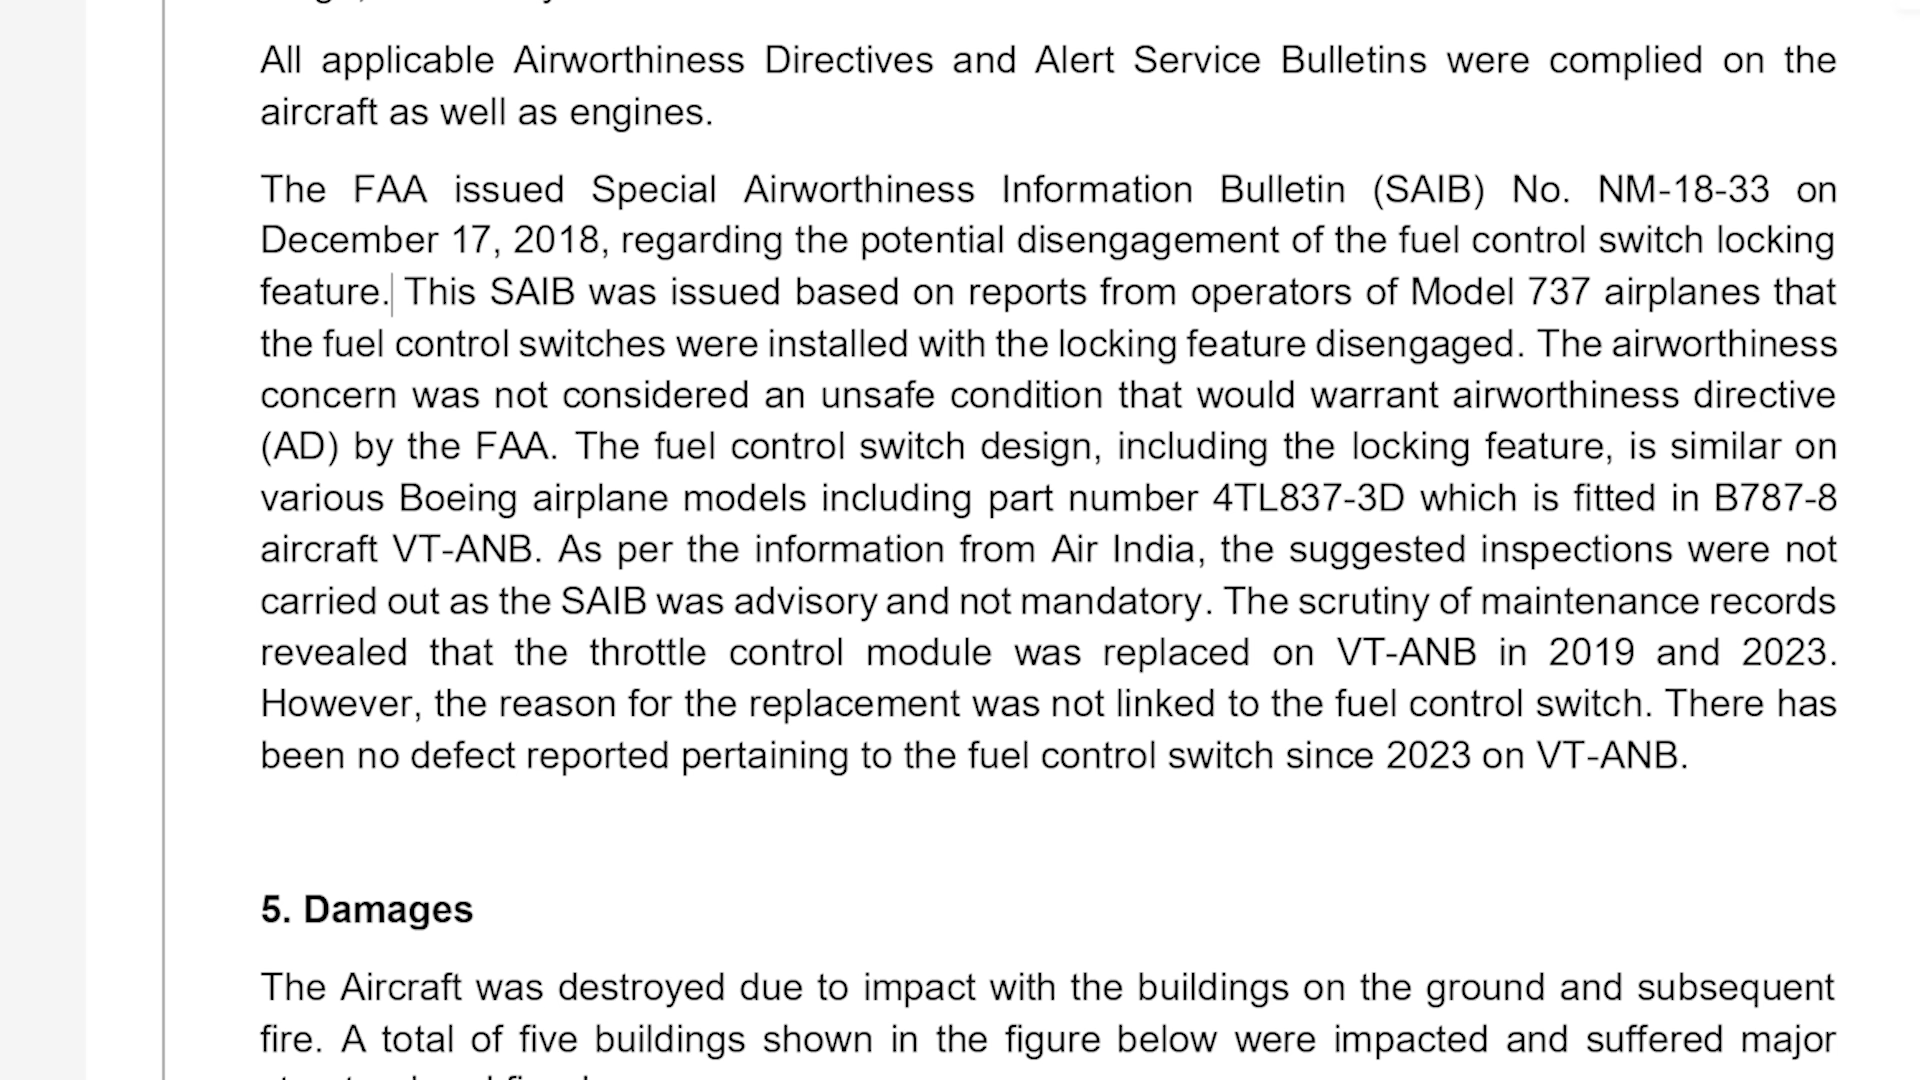 All applicable Airworthiness Directives and Alert Service Bulletins were complied on the
aircraft as well as engines.
The FAA issued Special Airworthiness Information Bulletin (SAIB) No. NM-18-33 on
December 17, 2018, regarding the potential disengagement of the fuel control switch locking
feature. This SAIB was issued based on reports from operators of Model 737 airplanes that
the fuel control switches were installed with the locking feature disengaged. The airworthiness
concern was not considered an unsafe condition that would warrant airworthiness directive
(AD) by the FAA. The fuel control switch design, including the locking feature, is similar on
various Boeing airplane models including part number 4TL837-3D which is fitted in B787-8
aircraft VT-ANB. As per the information from Air India, the suggested inspections were not
carried out as the SAIB was advisory and not mandatory. The scrutiny of maintenance records
revealed that the throttle control module was replaced on VT-ANB in 2019 and 2023.
However, the reason for the replacement was not linked to the fuel control switch. There has
been no defect reported pertaining to the fuel control switch since 2023 on VT-ANB.
5. Damages
The Aircraft was destroyed due to impact with the buildings on the ground and subsequent
fire. A total of five buildings shown in the figure below were impacted and suffered major